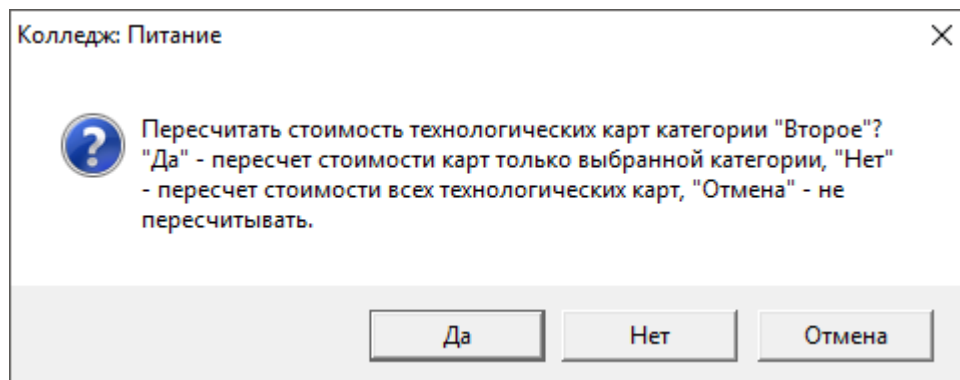 Колледж: Питание
Пересчитать стоимость технологических карт категории "Второе"?
"Да" - пересчет стоимости карт только выбранной категории, "Нет"
- пересчет стоимости всех технологических карт, "Отмена" - не
пересчитывать.
Да Нет Отмена